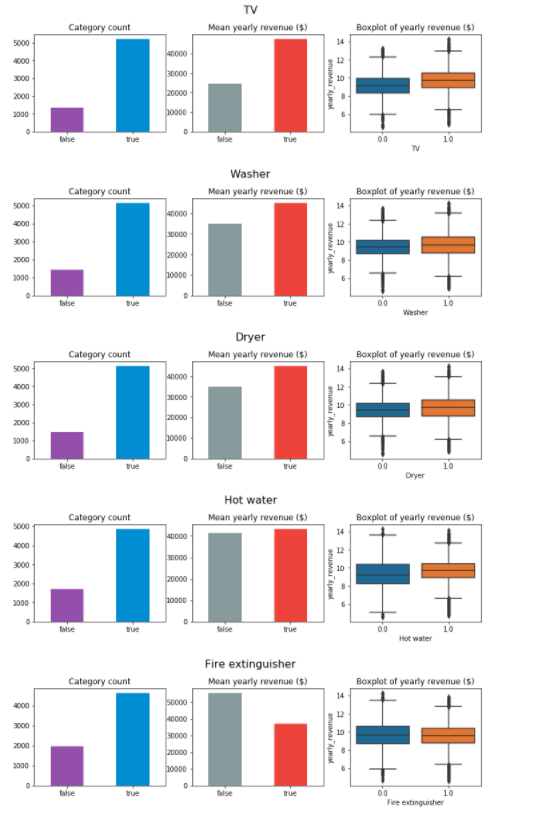 TV
Category count
Mean yearly revenue ($)
Boxplot of yearly revenue ($)
5000
4000
3000
2000
1000
0
false
true
40000
30000
20000
10000
0
false
true
yearly_revenue
14
12
10
8
6
0.0
1.0
TV
Washer
Category count
Mean yearly revenue ($)
Boxplot of yearly revenue ($)
5000
4000
3000
2000
1000
0
false
true
40000
30000
20000
10000
0
false
true
yearly_revenue
14
12
10
8
6
0.0
1.0
Washer
Dryer
Category count
Mean yearly revenue ($)
Boxplot of yearly revenue ($)
5000
4000
3000
2000
1000
0
false
true
40000
30000
20000
10000
0
false
true
yearly_revenue
14
12
10
8
6
0.0
1.0
Dryer
Hot water
Category count
Mean yearly revenue ($)
Boxplot of yearly revenue ($)
5000
4000
3000
2000
1000
0
false
true
40000
30000
20000
10000
0
false
true
yearly_revenue
14
12
10
8
6
0.0
1.0
Hot water
Fire extinguisher
Category count
Mean yearly revenue ($)
Boxplot of yearly revenue ($)
4000
3000
2000
1000
0
false
true
50000
40000
30000
20000
10000
0
false
true
yearly_revenue
14
12
10
8
6
0.0
1.0
Fire extinguisher